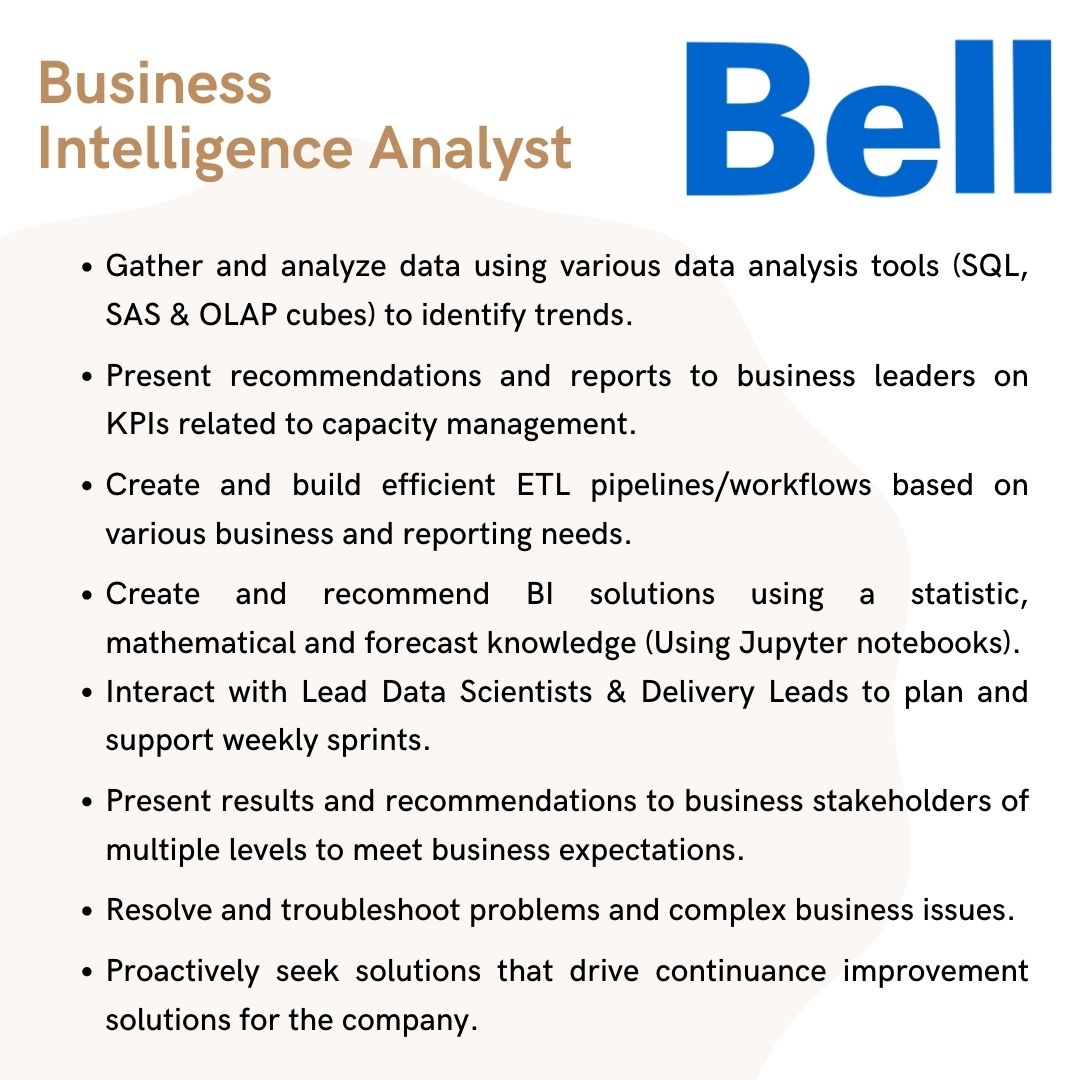 Business
Intelligence Analyst
Bell
• Gather and analyze data using various data analysis tools (SQL,
SAS & OLAP cubes) to identify trends.
• Present recommendations and reports to business leaders on
KPIs related to capacity management.
• Create and build efficient ETL pipelines/workflows based on
various business and reporting needs.
• Create and recommend BI solutions using a statistic,
mathematical and forecast knowledge (Using Jupyter notebooks).
• Interact with Lead Data Scientists & Delivery Leads to plan and
support weekly sprints.
• Present results and recommendations to business stakeholders of
multiple levels to meet business expectations.
• Resolve and troubleshoot problems and complex business issues.
• Proactively seek solutions that drive continuance improvement
solutions for the company.